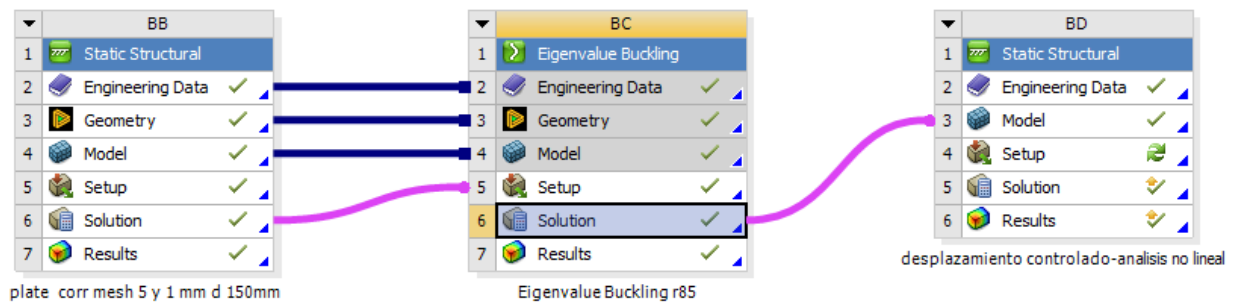 BB
1 Static Structural
2 Engineering Data
3 Geometry
4 Model
5 Setup
6 Solution
7 Results
plate corr mesh 5 y 1 mm d 150mm
BC
1 Eigenvalue Buckling
2 Engineering Data
3 Geometry
4 Model
5 Setup
6 Solution
7 Results
Eigenvalue Buckling r85
BD
1 Static Structural
2 Engineering Data
3 Model
4 Setup
5 Solution
6 Results
desplazamiento controlado-analisis no lineal